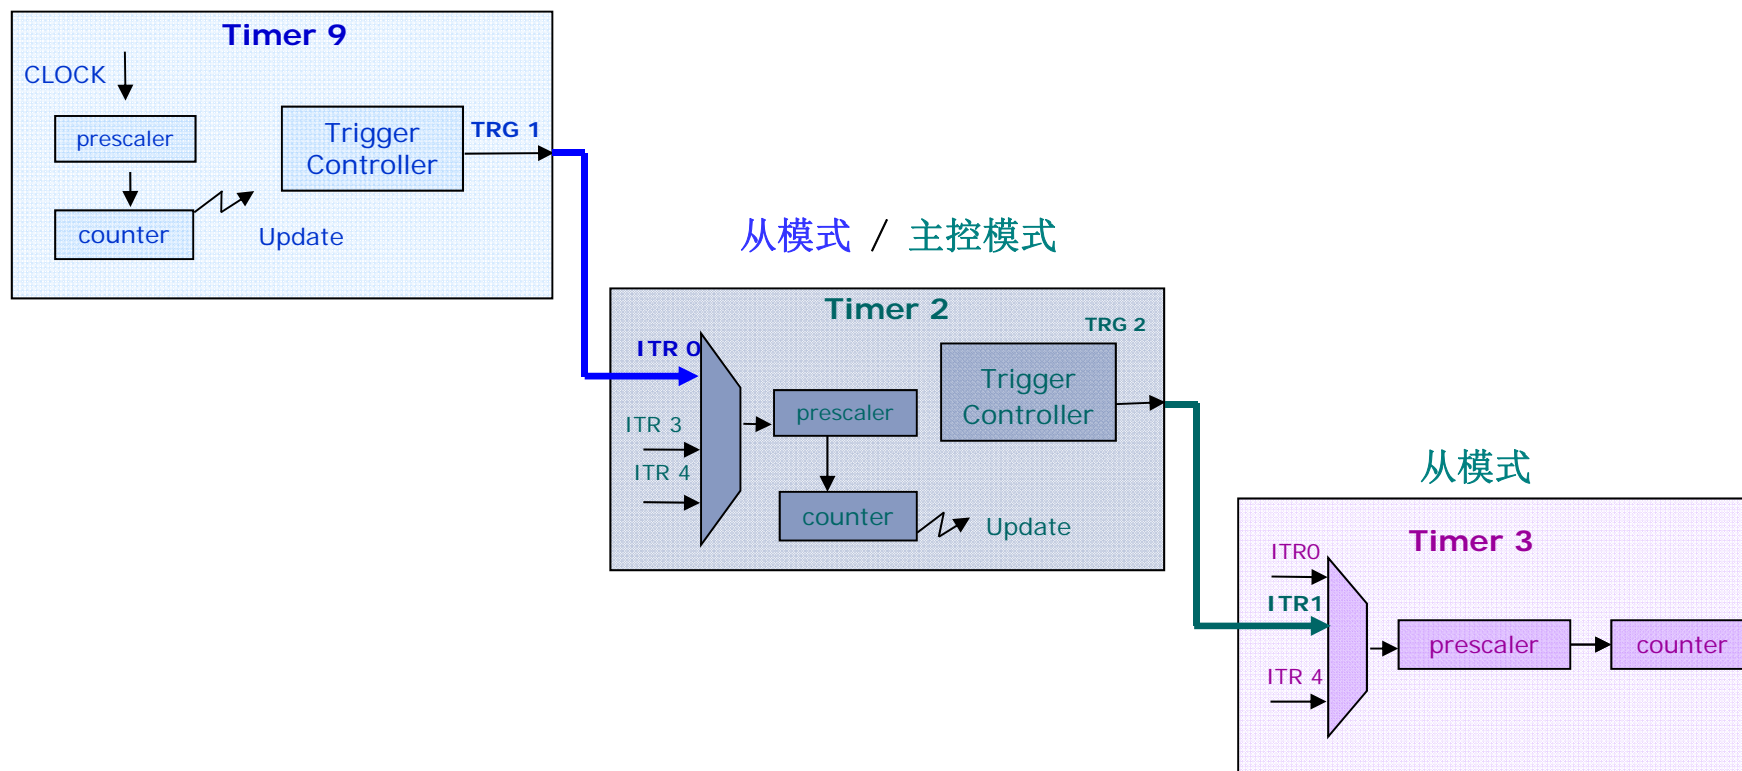 Timer 9
CLOCK
prescaler
Trigger
Controller
TRG 1
counter
Update
从模式 / 主控模式
Timer 2
TRG 2
ITR 0
Trigger
Controller
prescaler
ITR 3
ITR 4
counter
Update
从模式
Timer 3
ITR0
ITR1
prescaler
counter
ITR 4